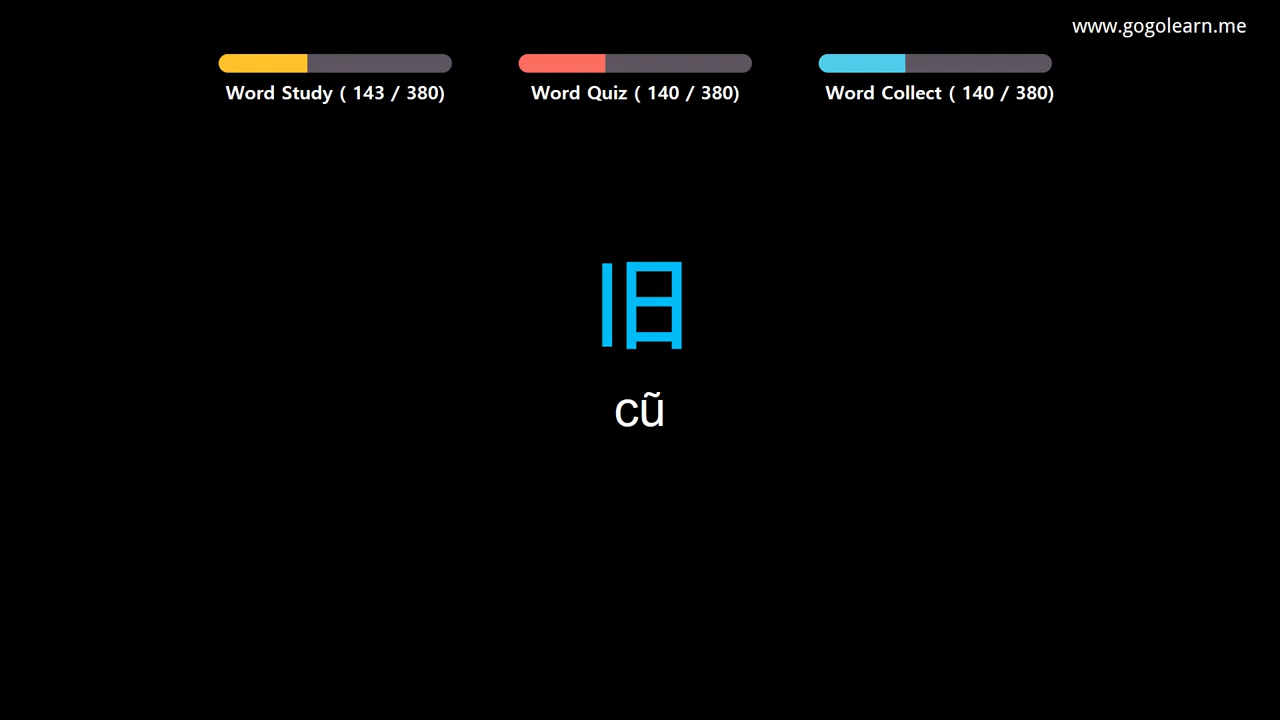 www.gogolearn.me
Word Study ( 143 / 380)
Word Quiz ( 140 / 380)
Word Collect ( 140 / 380)
旧
cũ